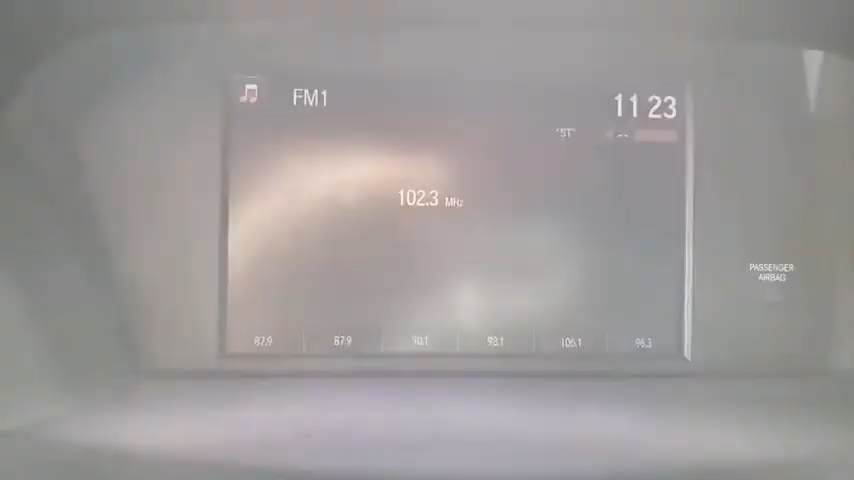 FM1
11 23
"ST"
102.3 MHz
PASSENGER
AIRBAG
87.9 87.9 90.1 93.1 106.1 96.3